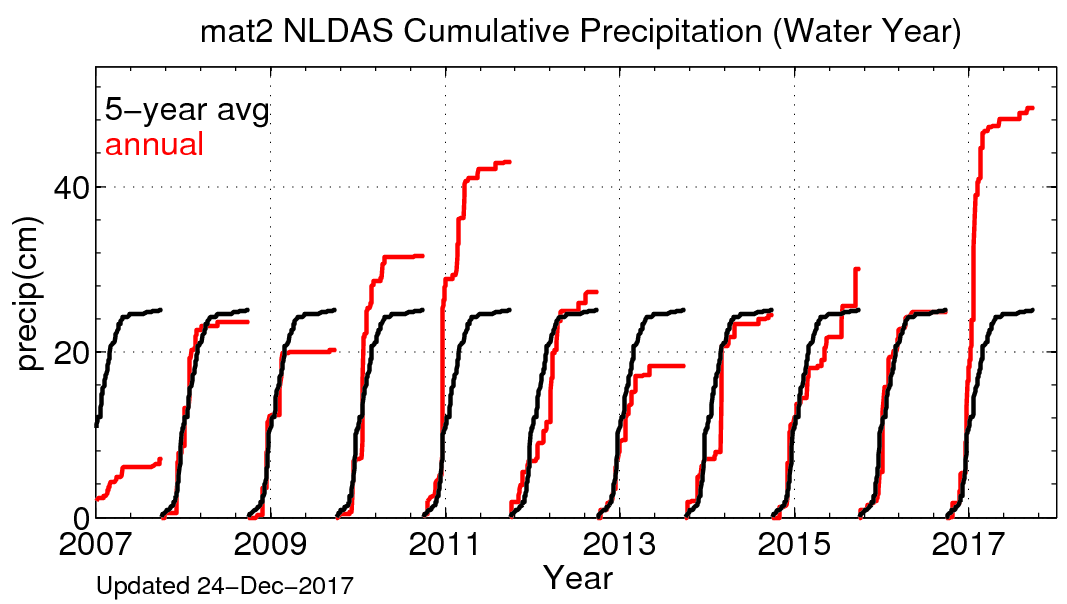 mat2 NLDAS Cumulative Precipitation (Water Year)
5−year avg
annual
precip(cm)
40
20
0
2007 2009 2011 2013 2015 2017
Year
Updated 24−Dec−2017